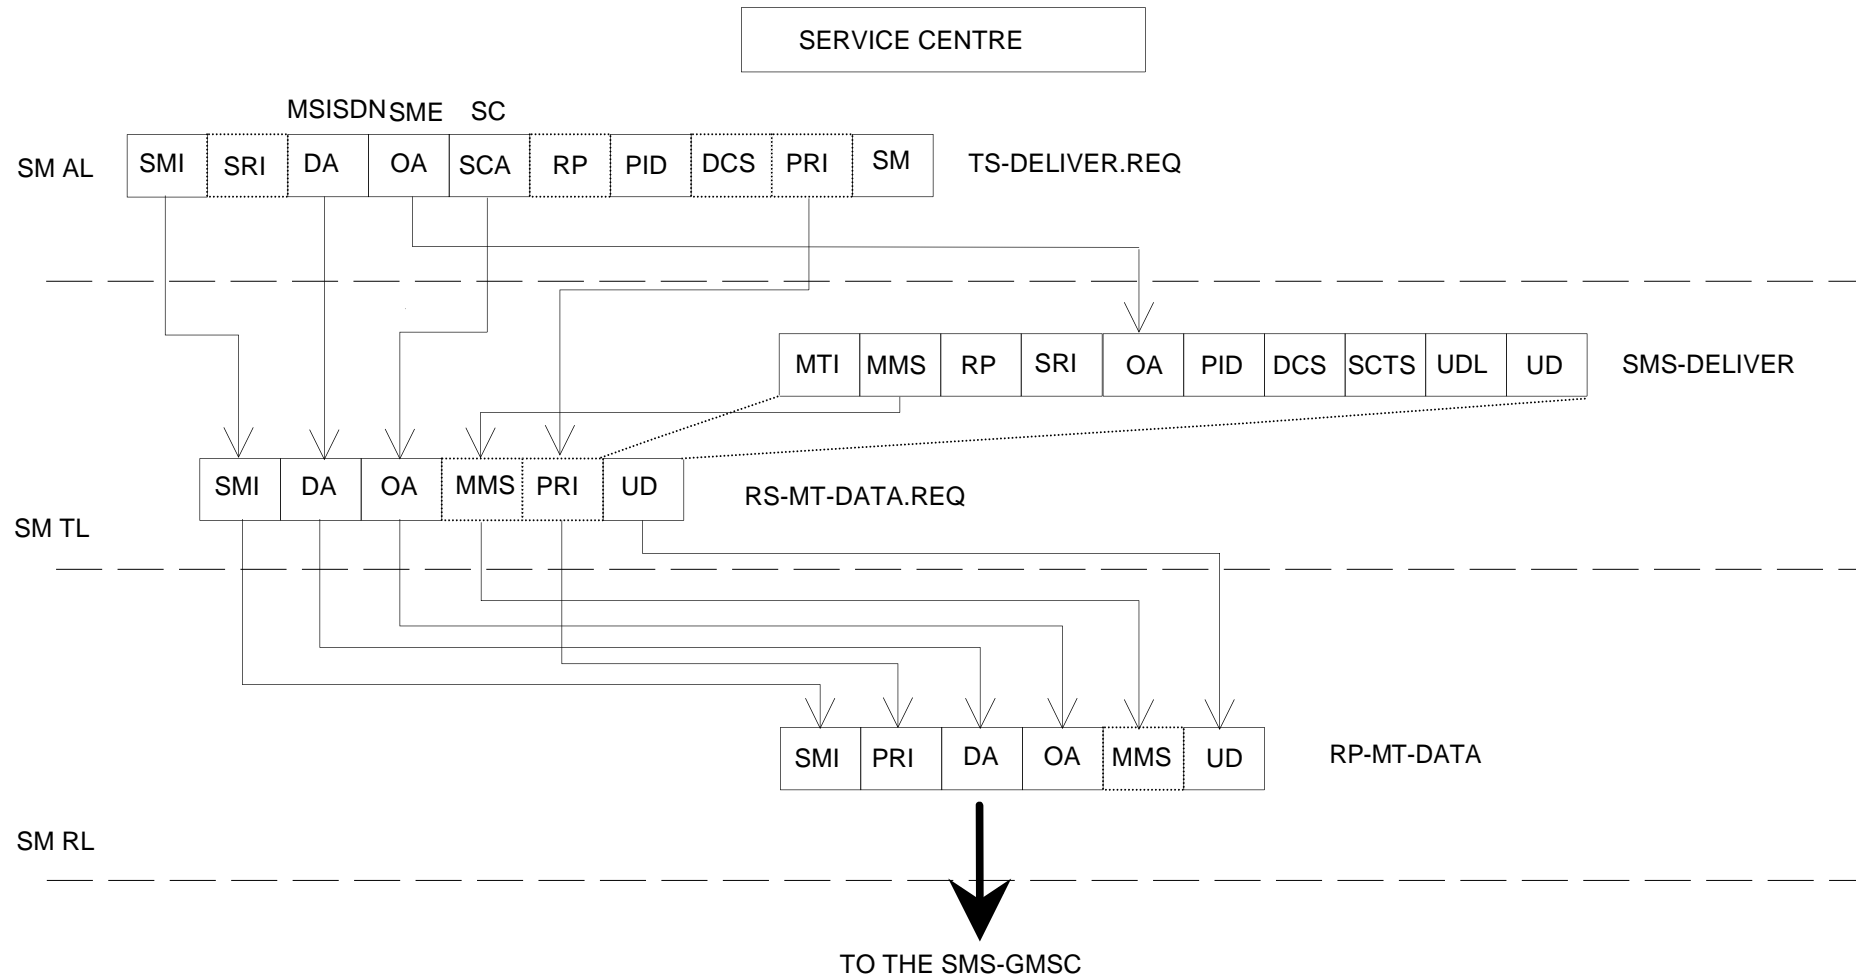 SERVICE CENTRE
MSISDN SME SC
SM AL SMI SRI DA OA SCA RP PID DCS PRI SM TS-DELIVER.REQ
MTI MMS RP SRI OA PID DCS SCTS UDL UD SMS-DELIVER
SMI DA OA MMS PRI UD RS-MT-DATA.REQ
SM TL
SMI PRI DA OA MMS UD RP-MT-DATA
SM RL
TO THE SMS-GMSC